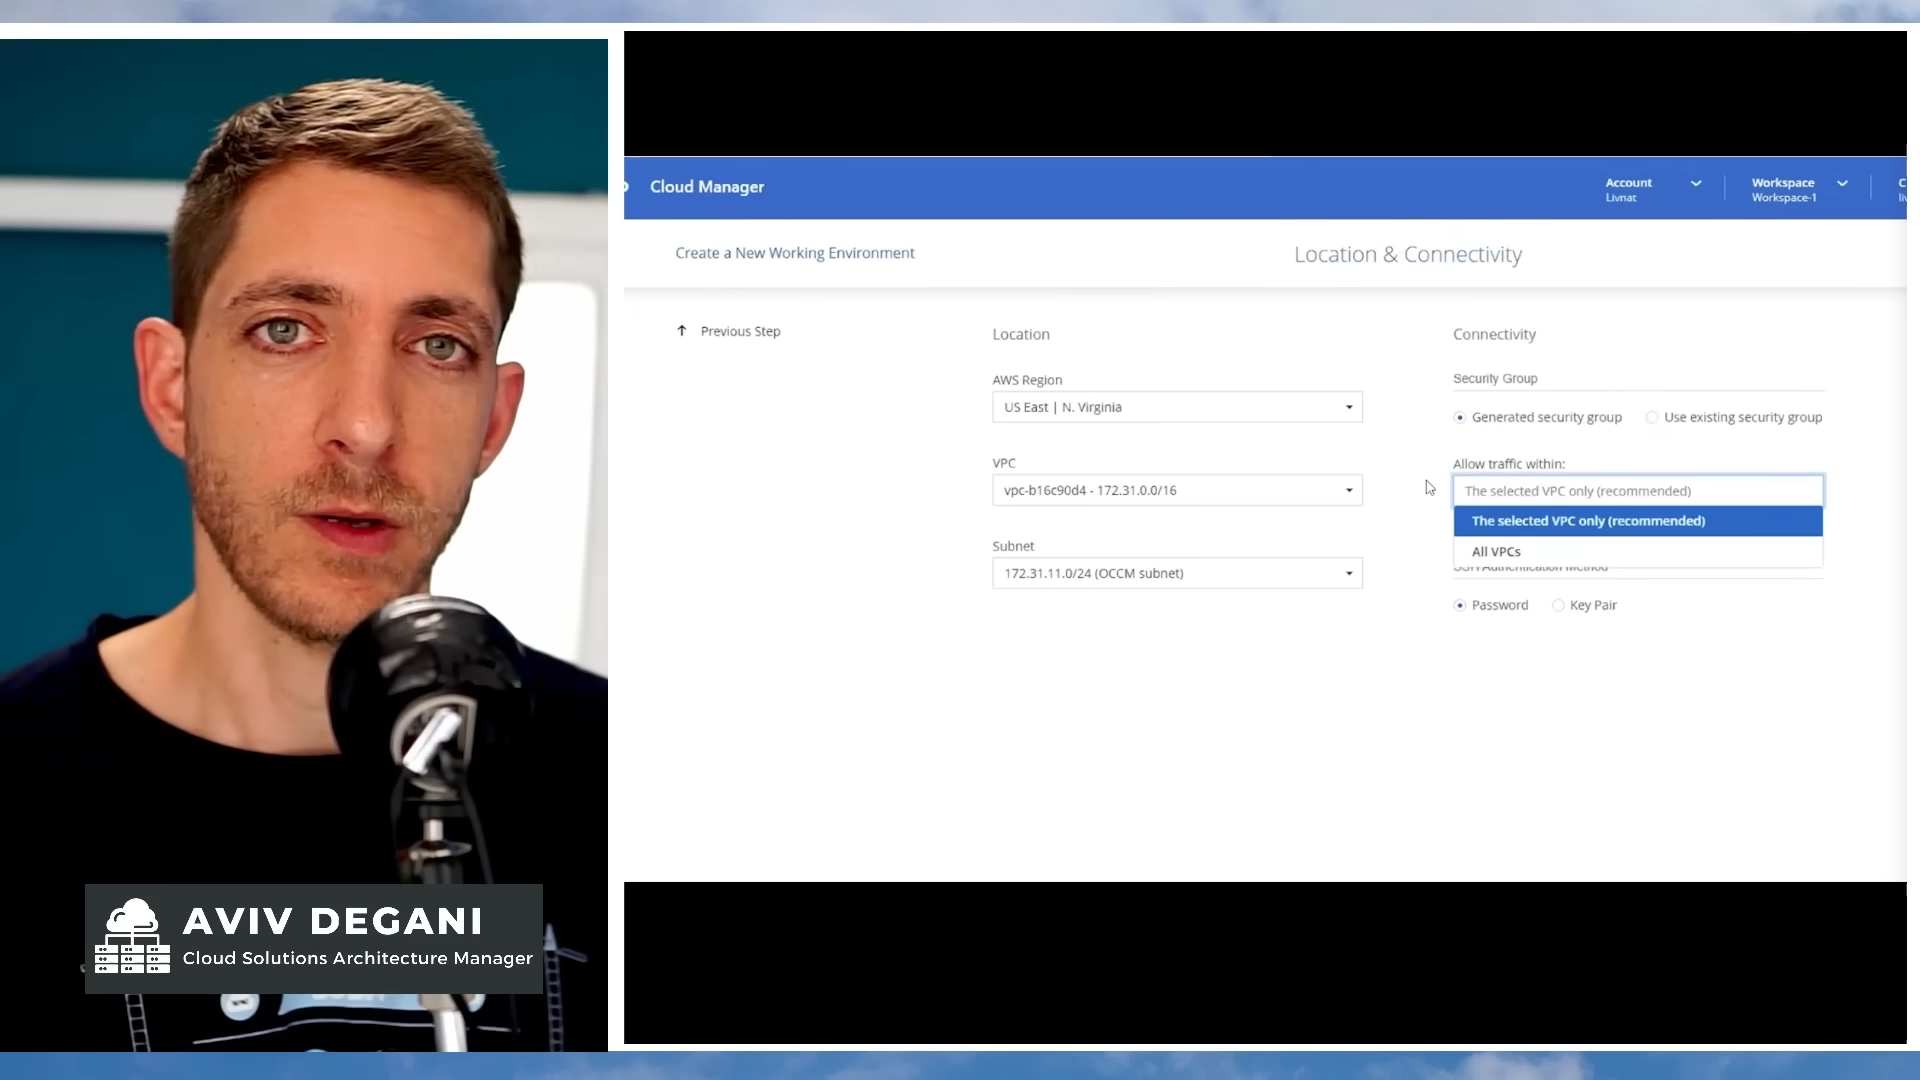 AVIV DEGANI
Cloud Solutions Architecture Manager
Cloud Manager
Account
Livnat
Workspace
Workspace-1
Create a New Working Environment
Location & Connectivity
Previous Step
Location
AWS Region
US East | N. Virginia
VPC
vpc-b16c90d4 - 172.31.0.0/16
Subnet
172.31.11.0/24 (OCCM subnet)
Connectivity
Security Group
Generated security group
Use existing security group
Allow traffic within:
The selected VPC only (recommended)
The selected VPC only (recommended)
All VPCs
SSH Authentication Method
Password
Key Pair